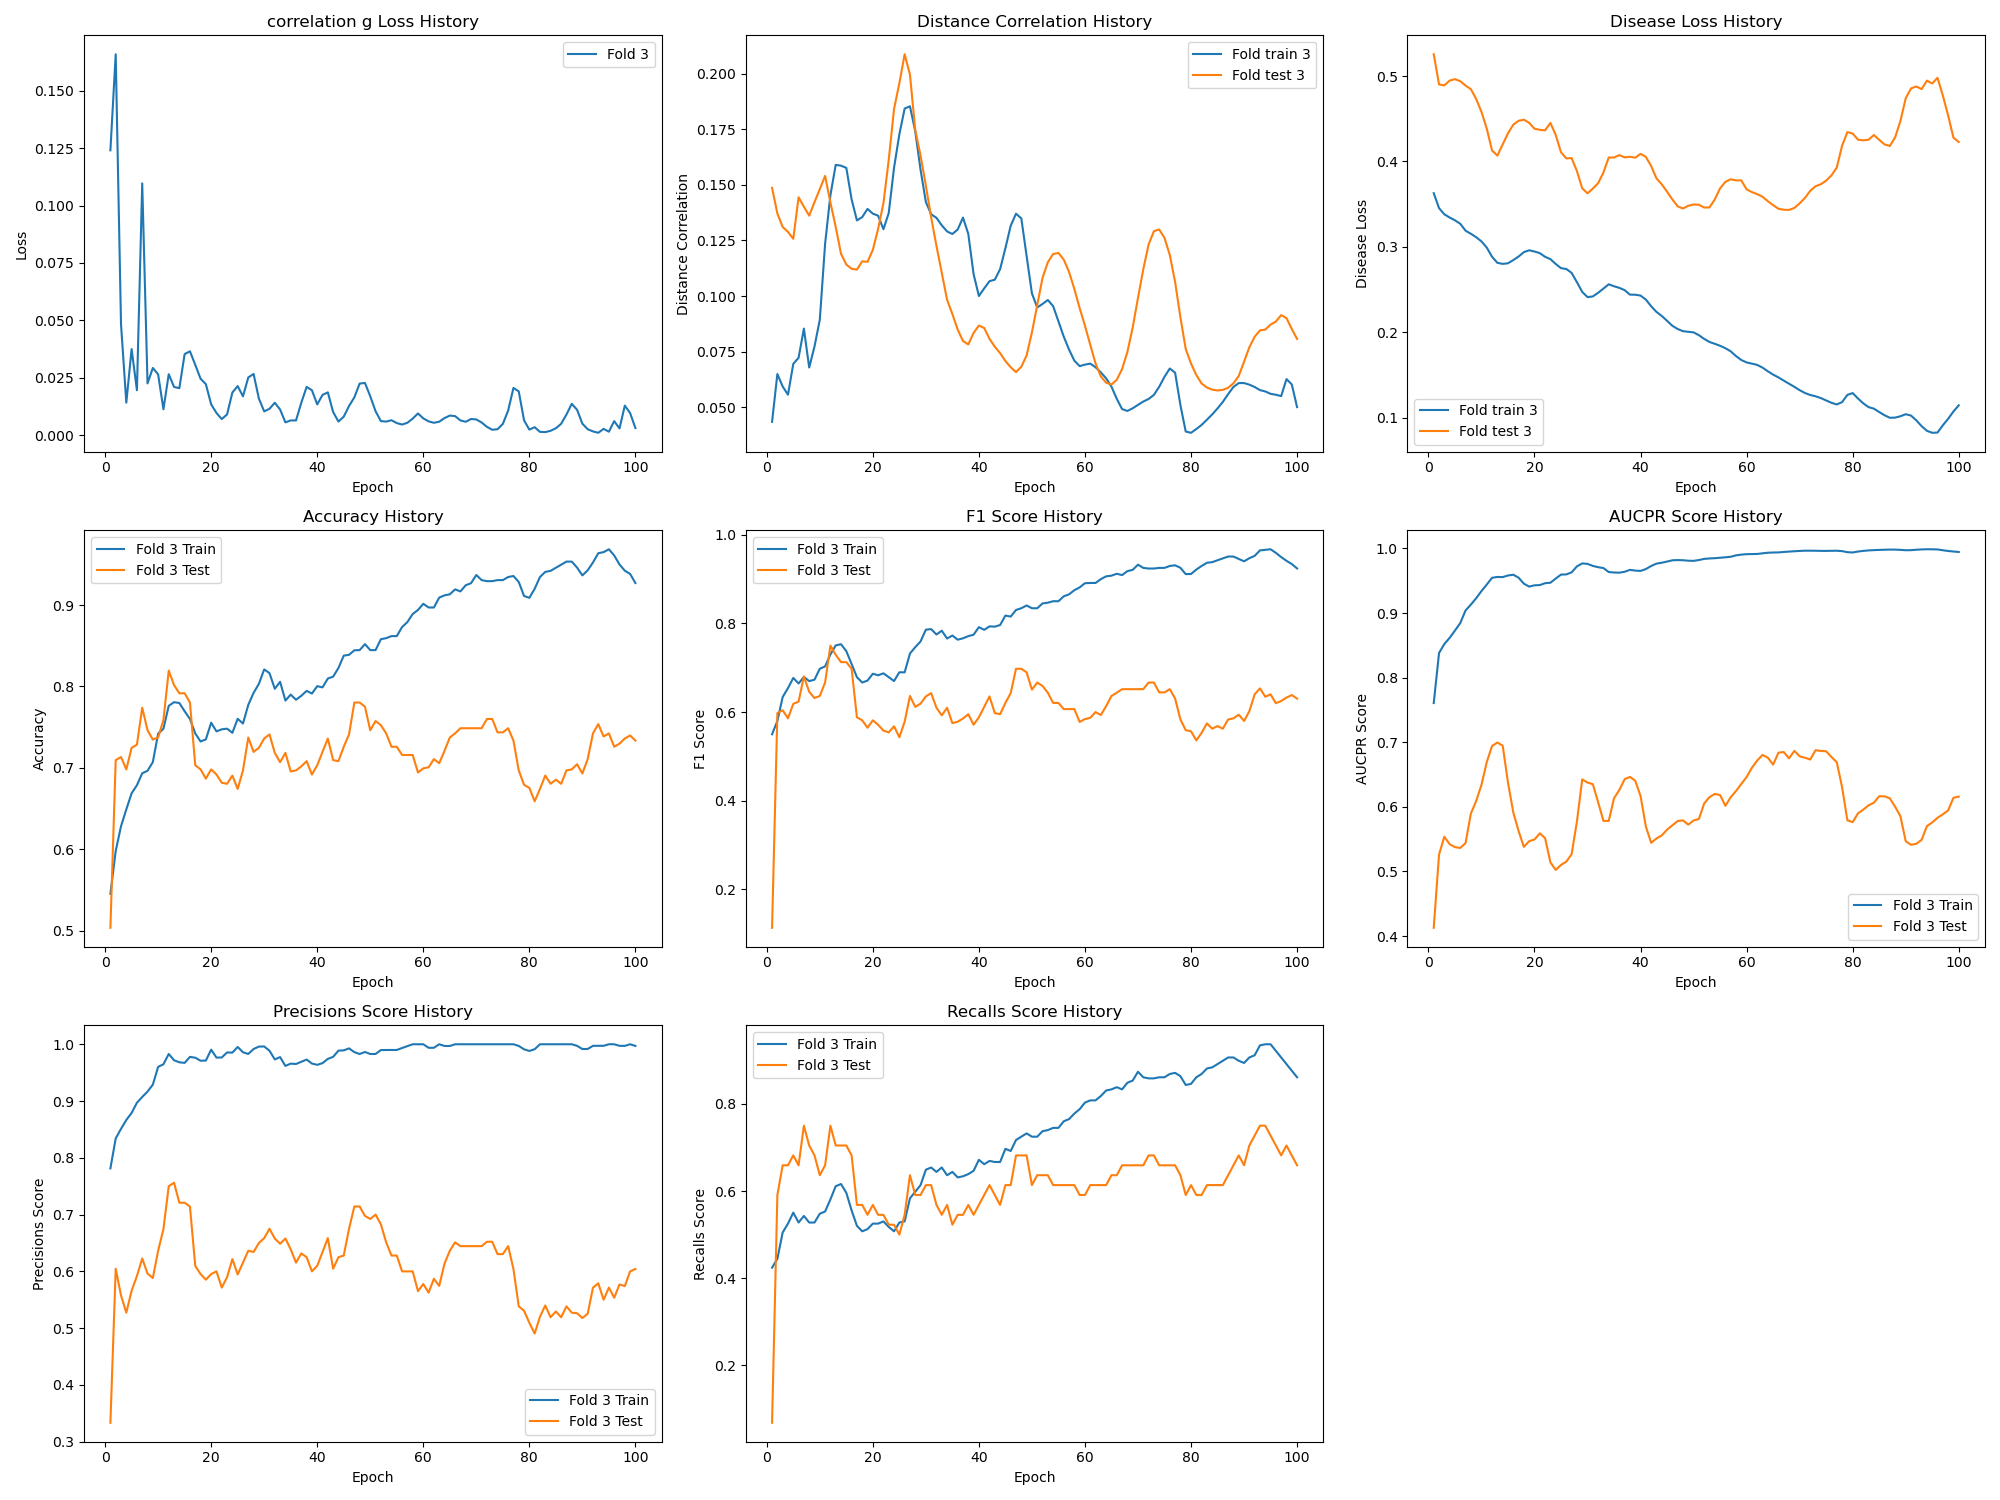 correlation g Loss History
Loss
0.150
0.125
0.100
0.075
0.050
0.025
0.000
Fold 3
0 20 40 60 80 100
Epoch
Distance Correlation History
Distance Correlation
0.200
0.175
0.150
0.125
0.100
0.075
0.050
Fold train 3
Fold test 3
0 20 40 60 80 100
Epoch
Disease Loss History
Disease Loss
0.5
0.4
0.3
0.2
0.1
Fold train 3
Fold test 3
0 20 40 60 80 100
Epoch
Accuracy History
Accuracy
0.9
0.8
0.7
0.6
0.5
Fold 3 Train
Fold 3 Test
0 20 40 60 80 100
Epoch
F1 Score History
F1 Score
1.0
0.8
0.6
0.4
0.2
Fold 3 Train
Fold 3 Test
0 20 40 60 80 100
Epoch
AUCPR Score History
AUCPR Score
1.0
0.9
0.8
0.7
0.6
0.5
0.4
Fold 3 Train
Fold 3 Test
0 20 40 60 80 100
Epoch
Precisions Score History
Precisions Score
1.0
0.9
0.8
0.7
0.6
0.5
0.4
0.3
Fold 3 Train
Fold 3 Test
0 20 40 60 80 100
Epoch
Recalls Score History
Recalls Score
0.8
0.6
0.4
0.2
Fold 3 Train
Fold 3 Test
0 20 40 60 80 100
Epoch